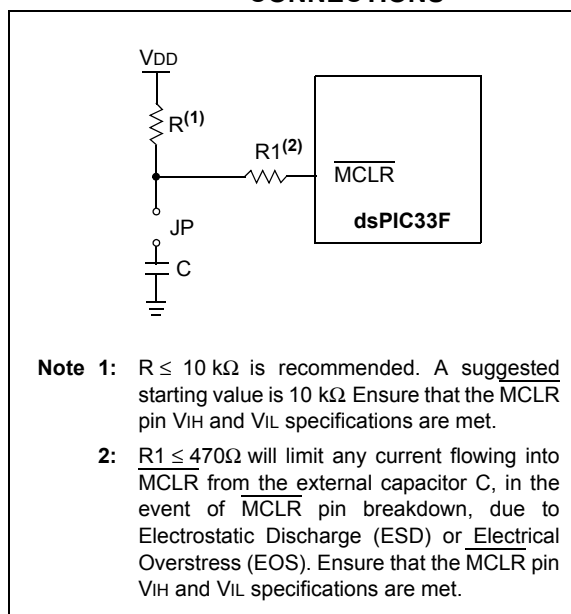 CONNECTIONS
VDD
R(1)
R1(2)
MCLR
dsPIC33F
JP
C
Note 1: R ≤ 10 kΩ is recommended. A suggested
starting value is 10 kΩ Ensure that the MCLR
pin VIH and VIL specifications are met.
2: R1 ≤ 470Ω will limit any current flowing into
MCLR from the external capacitor C, in the
event of MCLR pin breakdown, due to
Electrostatic Discharge (ESD) or Electrical
Overstress (EOS). Ensure that the MCLR pin
VIH and VIL specifications are met.